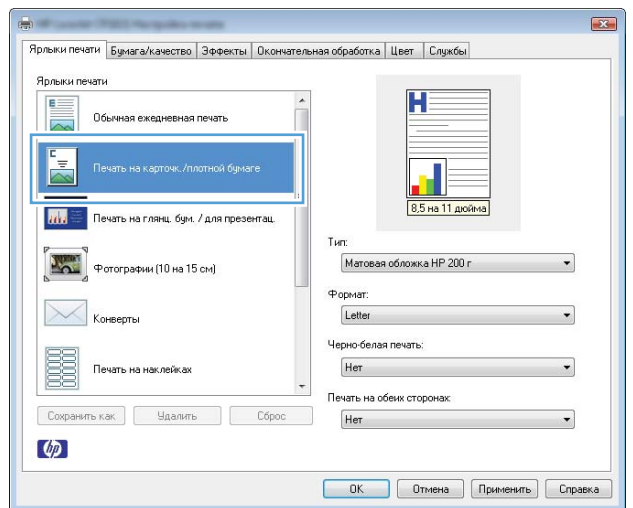 Ярлыки печати Бумага/качество Эффекты Окончательная обработка Цвет Службы
Ярлыки печати
Обычная ежедневная печать
Печать на карточк./плотной бумаге
Печать на глянц. бум. / для презентац.
Фотографии (10 на 15 см)
Конверты
Печать на наклейках
Сохранить как Удалить Сброс
8,5 на 11 дюйма
Тип:
Матовая обложка HP 200 г
Формат:
Letter
Черно-белая печать:
Нет
Печать на обеих сторонах:
Нет
hp
OK Отмена Применить Справка